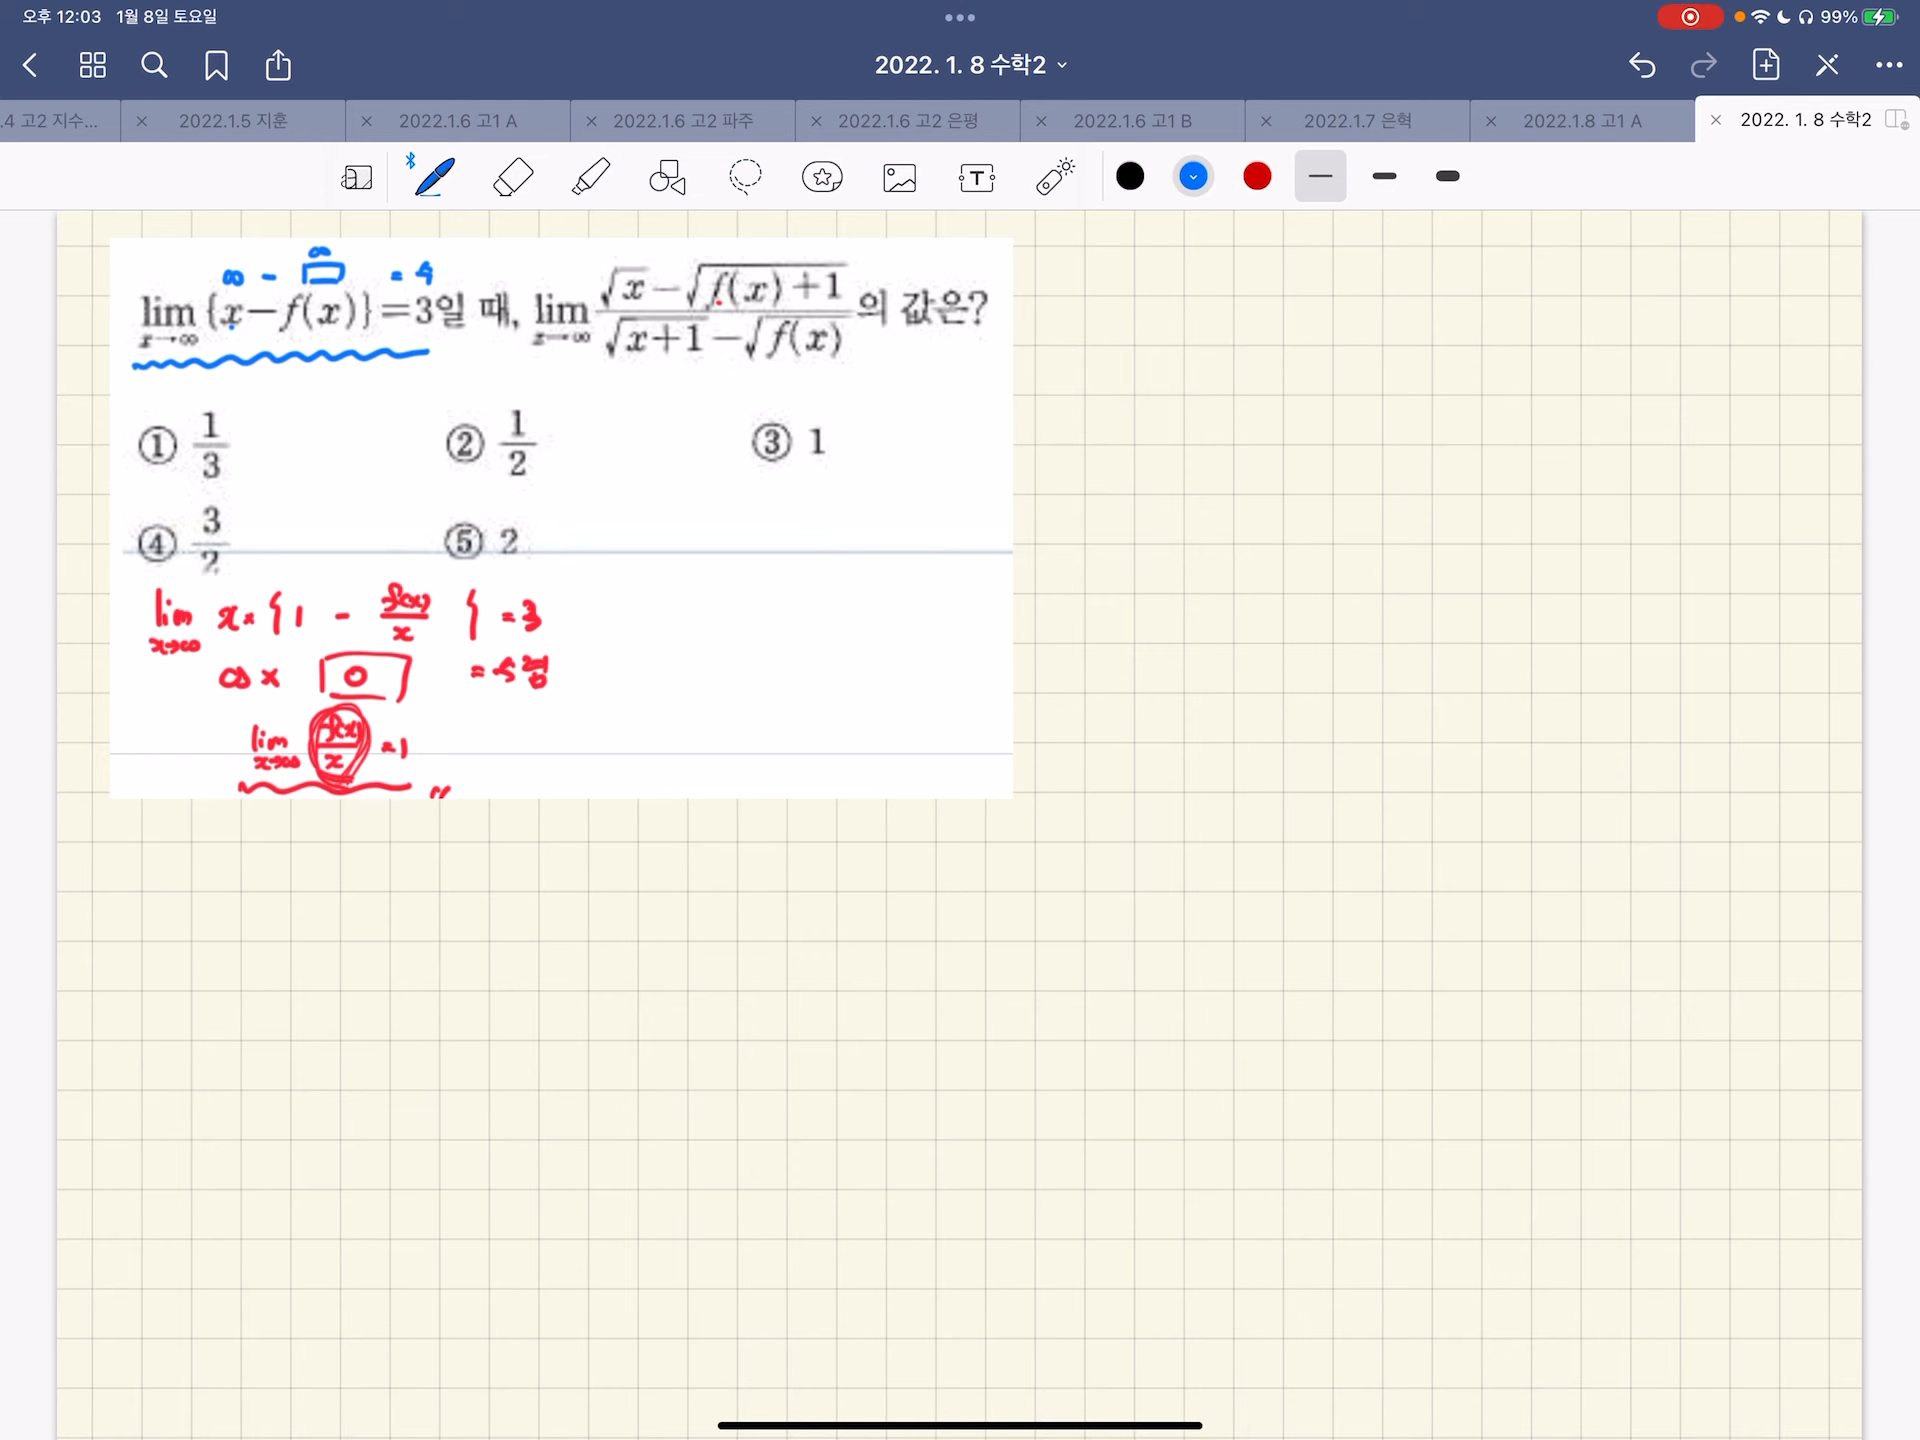 오후 12:03 1월 8일 토요일
99%
2022. 1. 8 수학2
.4 고2 지수...
2022.1.5 지훈
2022.1.6 고1 A
2022.1.6 고2 파주
2022.1.6 고2 은평
2022.1.6 고1 B
2022.1.7 은혁
2022.1.8 고1 A
2022. 1. 8 수학2
∞ - ∞ = 수
lim x→∞ {x-f(x)}=3일 때, lim x→∞ (√x-√(f(x)+1))/(√(x+1)-√f(x))의 값은?
① 1/3 ② 1/2 ③ 1
④ 3/2 ⑤ 2
lim x→∞ x × { 1 - f(x)/x } = 3
∞ × 0 = 수렴
lim x→∞ f(x)/x = 1